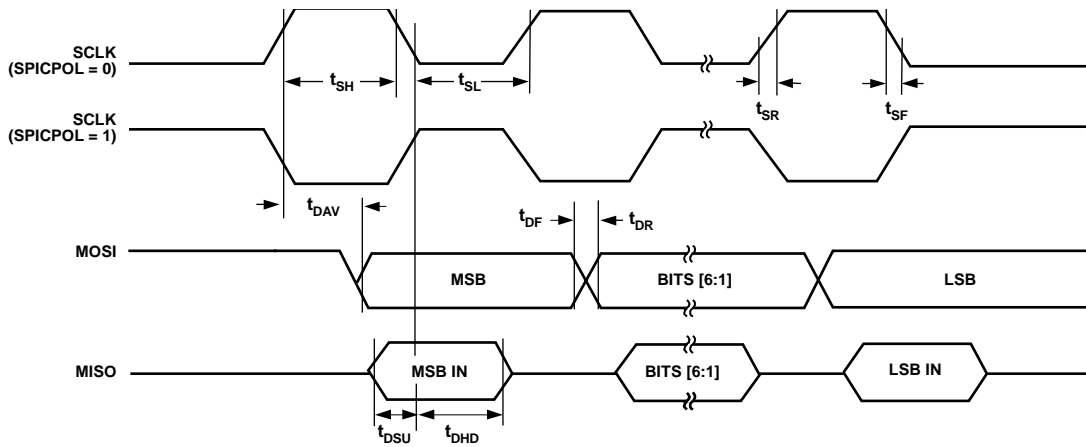 SCLK
(SPICPOL = 0)
tSH
tSL
tSR
tSF
SCLK
(SPICPOL = 1)
tDAV
tDF
tDR
MOSI
MSB
BITS [6:1]
LSB
MISO
MSB IN
BITS [6:1]
LSB IN
tDSU
tDHD